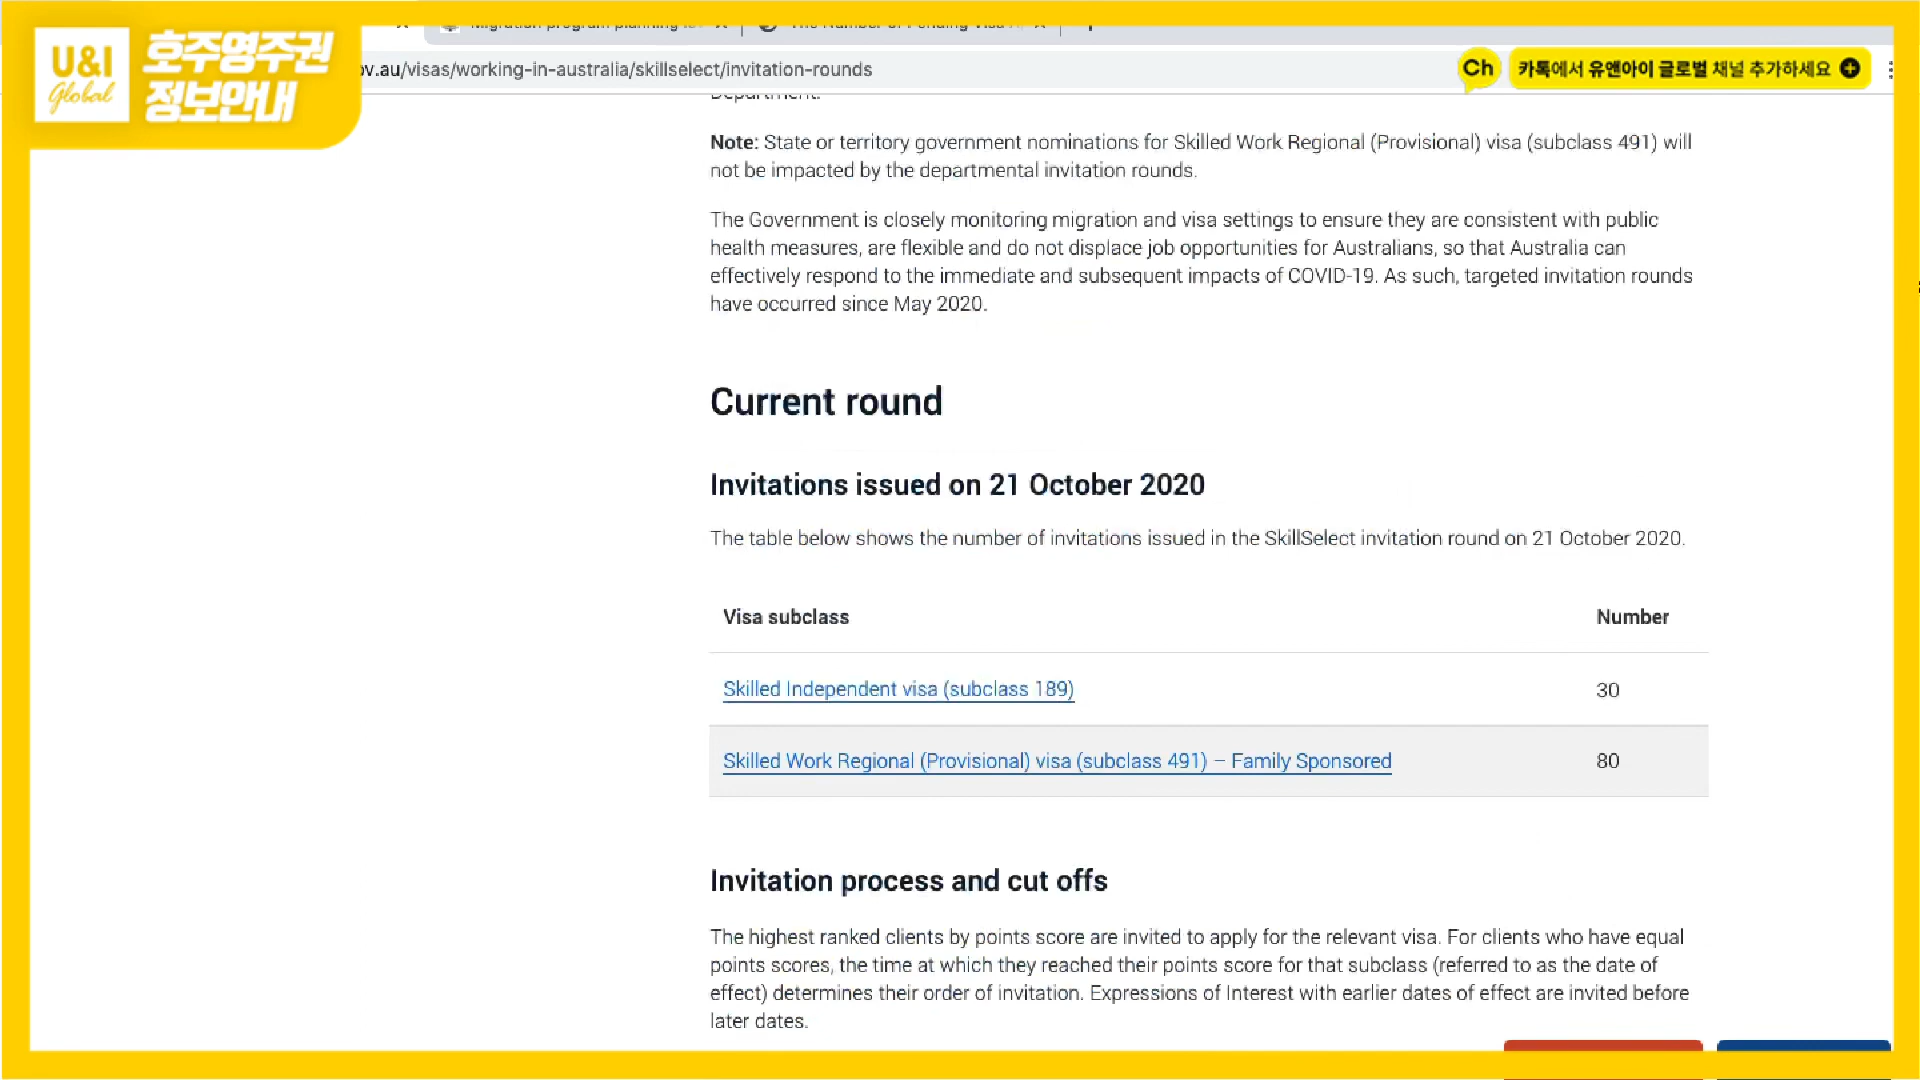 U&I
Global
호주영주권
정보안내
Migration program planning
The Number of Pending Visa
ov.au/visas/working-in-australia/skillselect/invitation-rounds
Ch
카톡에서 유앤아이 글로벌 채널 추가하세요
Department.
Note: State or territory government nominations for Skilled Work Regional (Provisional) visa (subclass 491) will
not be impacted by the departmental invitation rounds.
The Government is closely monitoring migration and visa settings to ensure they are consistent with public
health measures, are flexible and do not displace job opportunities for Australians, so that Australia can
effectively respond to the immediate and subsequent impacts of COVID-19. As such, targeted invitation rounds
have occurred since May 2020.
Current round
Invitations issued on 21 October 2020
The table below shows the number of invitations issued in the SkillSelect invitation round on 21 October 2020.
Visa subclass Number
Skilled Independent visa (subclass 189) 30
Skilled Work Regional (Provisional) visa (subclass 491) – Family Sponsored 80
Invitation process and cut offs
The highest ranked clients by points score are invited to apply for the relevant visa. For clients who have equal
points scores, the time at which they reached their points score for that subclass (referred to as the date of
effect) determines their order of invitation. Expressions of Interest with earlier dates of effect are invited before
later dates.